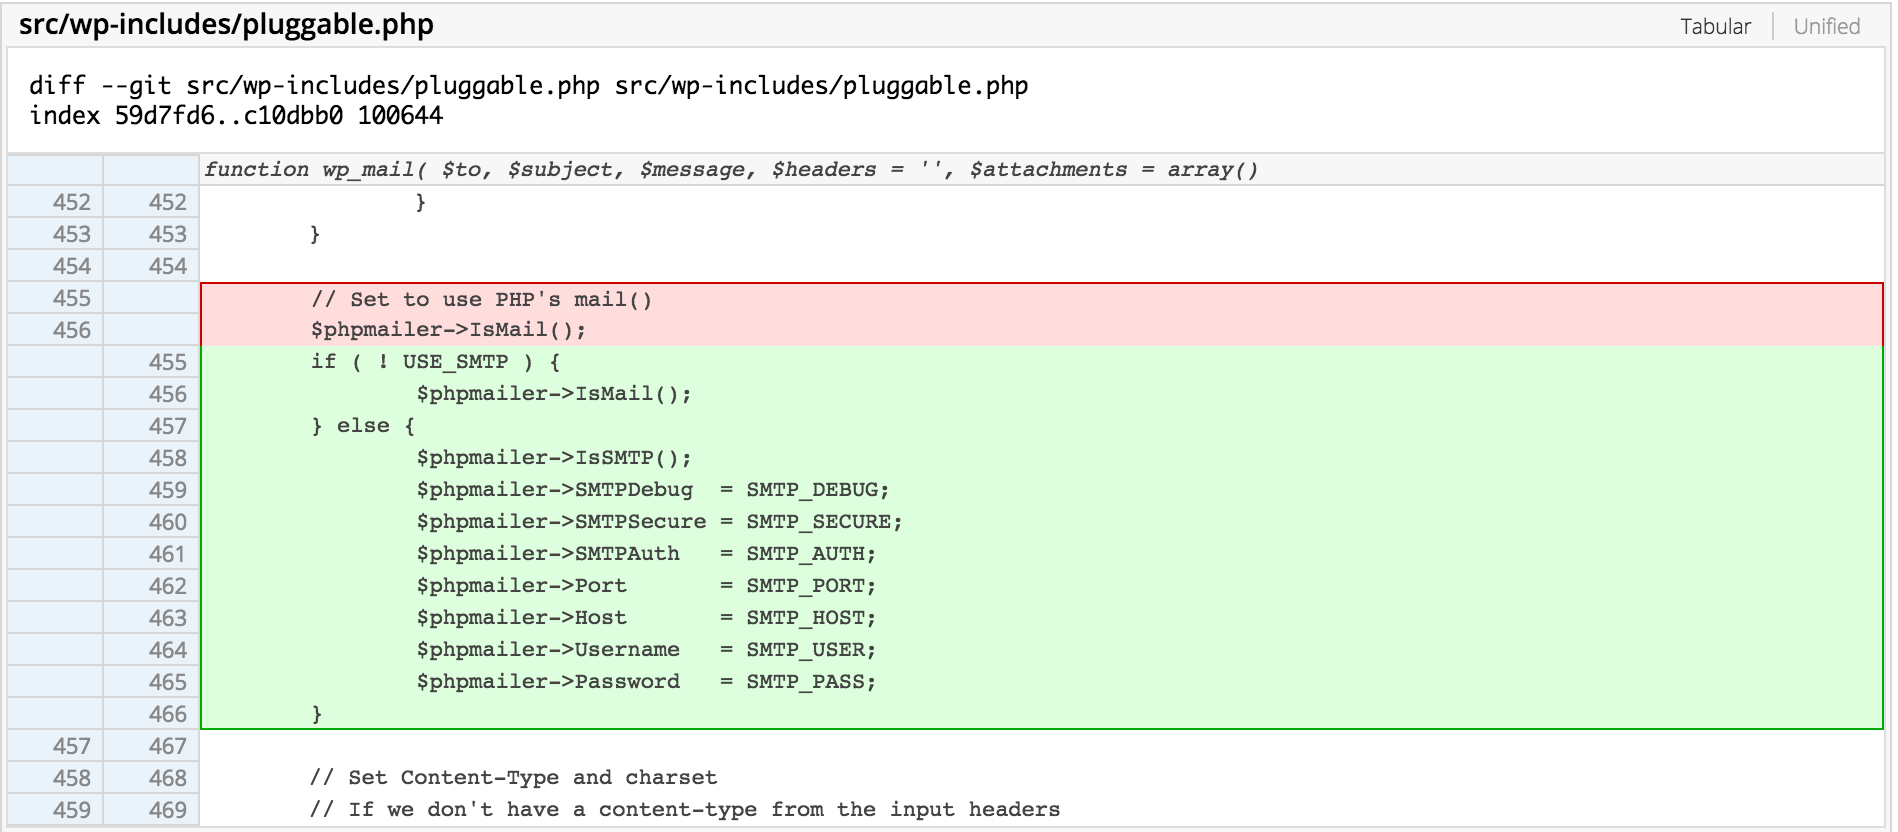 src/wp-includes/pluggable.php Tabular Unified
diff --git src/wp-includes/pluggable.php src/wp-includes/pluggable.php
index 59d7fd6..c10dbb0 100644
function wp_mail( $to, $subject, $message, $headers = '', $attachments = array()
452 452 }
453 453 }
454 454
455 // Set to use PHP's mail()
456 $phpmailer->IsMail();
455 if ( ! USE_SMTP ) {
456 $phpmailer->IsMail();
457 } else {
458 $phpmailer->IsSMTP();
459 $phpmailer->SMTPDebug = SMTP_DEBUG;
460 $phpmailer->SMTPSecure = SMTP_SECURE;
461 $phpmailer->SMTPAuth = SMTP_AUTH;
462 $phpmailer->Port = SMTP_PORT;
463 $phpmailer->Host = SMTP_HOST;
464 $phpmailer->Username = SMTP_USER;
465 $phpmailer->Password = SMTP_PASS;
466 }
457 467
458 468 // Set Content-Type and charset
459 469 // If we don't have a content-type from the input headers